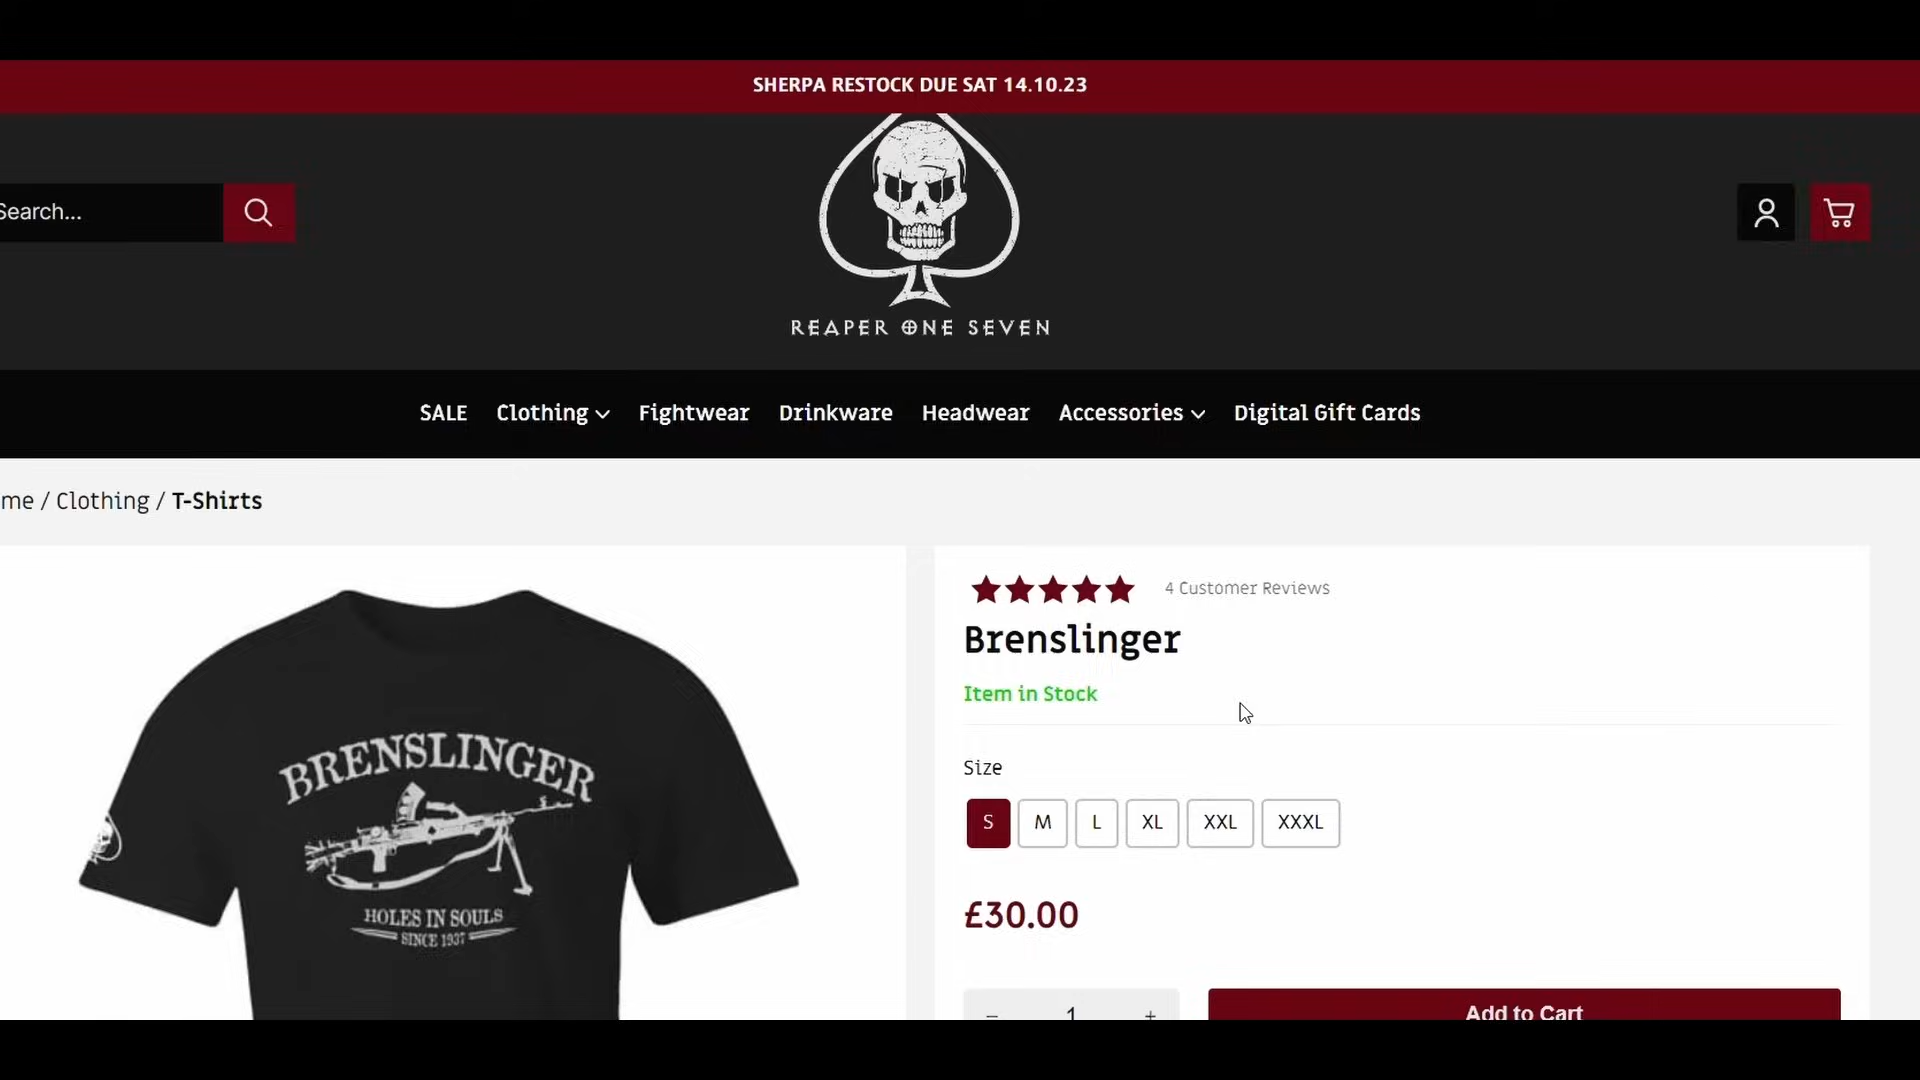 SHERPA RESTOCK DUE SAT 14.10.23
Search...
REAPER ONE SEVEN
SALE Clothing Fightwear Drinkware Headwear Accessories Digital Gift Cards
me / Clothing / T-Shirts
4 Customer Reviews
Brenslinger
Item in Stock
BRENSLINGER
HOLES IN SOULS
SINCE 1937
Size
S M L XL XXL XXXL
£30.00
- 1 +
Add to Cart